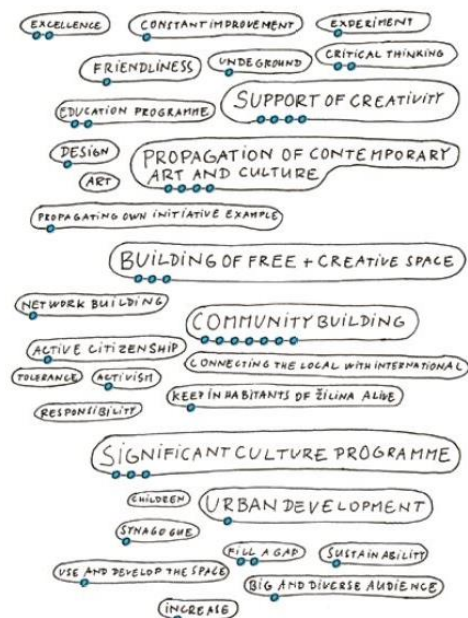 EXCELLENCE
CONSTANT IMPROVEMENT
EXPERIMENT
FRIENDLINESS
UNDEGROUND
CRITICAL THINKING
EDUCATION PROGRAMME
SUPPORT OF CREATIVITY
DESIGN
PROPAGATION OF CONTEMPORARY
ART AND CULTURE
ART
PROPAGATING OWN INITIATIVE EXAMPLE
BUILDING OF FREE + CREATIVE SPACE
NETWORK BUILDING
COMMUNITY BUILDING
ACTIVE CITIZENSHIP
CONNECTING THE LOCAL WITH INTERNATIONAL
TOLERANCE
ACTIVISM
KEEP INHABITANTS OF ŽILINA ALIVE
RESPONSIBILITY
SIGNIFICANT CULTURE PROGRAMME
CHILDREN
URBAN DEVELOPMENT
SYNAGOGUE
FILL A GAP
SUSTAINABILITY
USE AND DEVELOP THE SPACE
BIG AND DIVERSE AUDIENCE
INCREASE